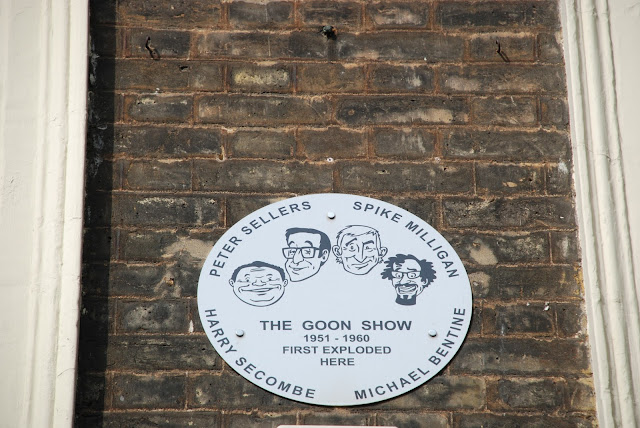 PETER SELLERS
SPIKE MILLIGAN
THE GOON SHOW
1951 - 1960
FIRST EXPLODED
HERE
HARRY SECOMBE
MICHAEL BENTINE